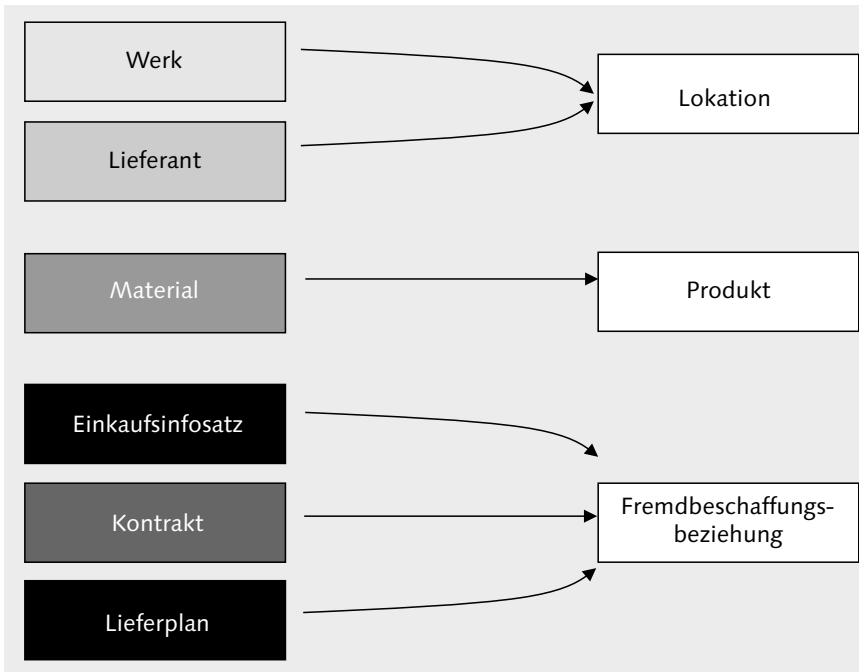 Werk
Lokation
Lieferant
Material
Produkt
Einkaufsinfosatz
Kontrakt
Fremdbeschaffungs-
beziehung
Lieferplan